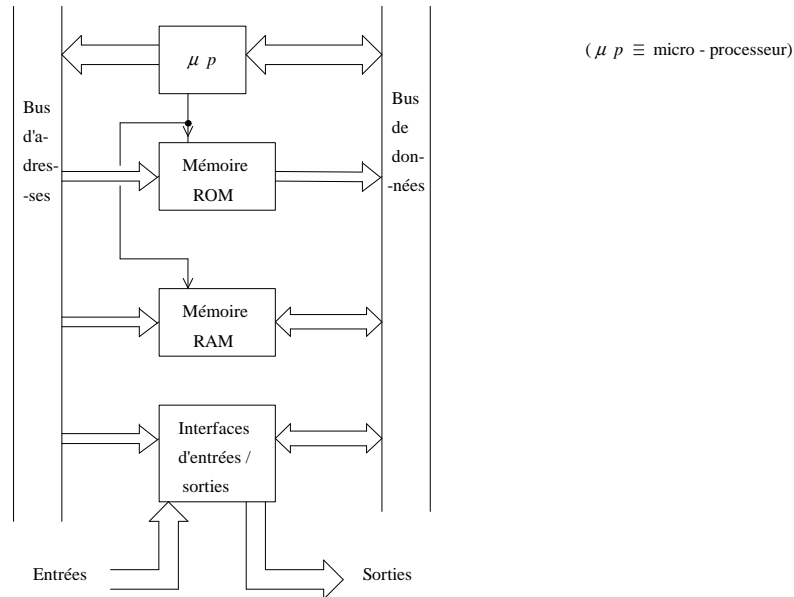 μ p
( μ p ≡ micro - processeur)
Bus
d'a-
dres-
-ses
Bus
de
don-
-nées
Mémoire
ROM
Mémoire
RAM
Interfaces
d'entrées /
sorties
Entrées
Sorties